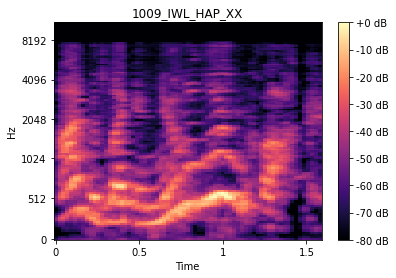 1009_IWL_HAP_XX
Hz
8192
4096
2048
1024
512
0
0
0.5
1
1.5
Time
+0 dB
-10 dB
-20 dB
-30 dB
-40 dB
-50 dB
-60 dB
-70 dB
-80 dB